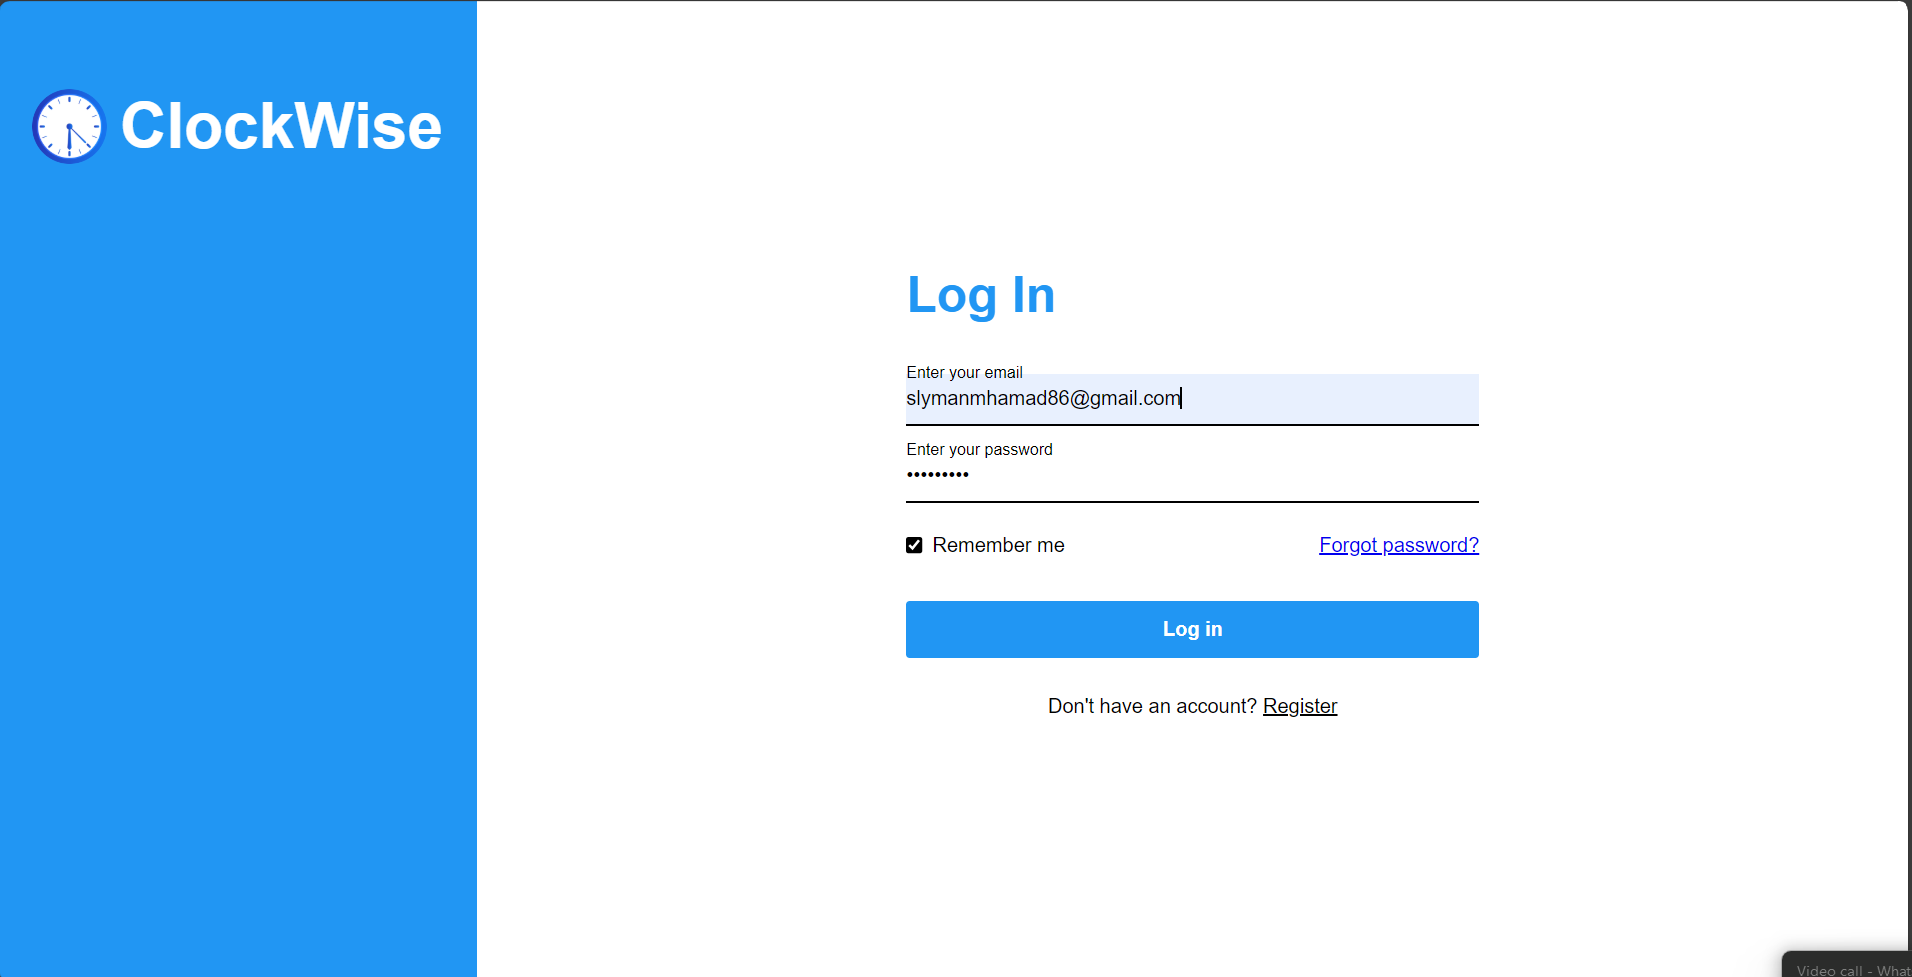 ClockWise
Log In
Enter your email
slymanmhamad86@gmail.com
Enter your password
•••••••••
Remember me
Forgot password?
Log in
Don't have an account? Register
Video call - What